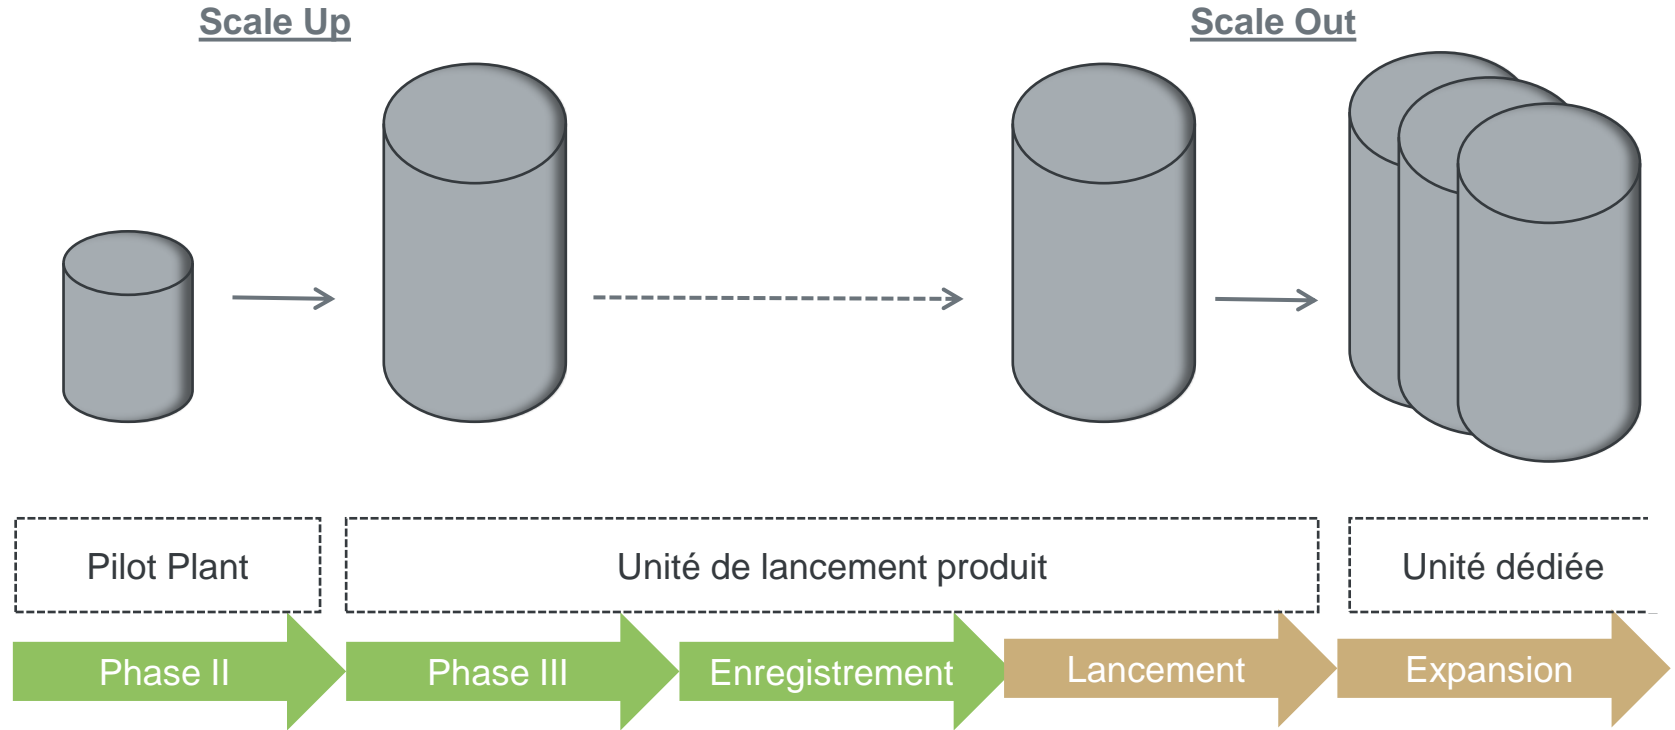 Scale Up
Scale Out
Pilot Plant
Unité de lancement produit
Unité dédiée
Phase II
Phase III
Enregistrement
Lancement
Expansion